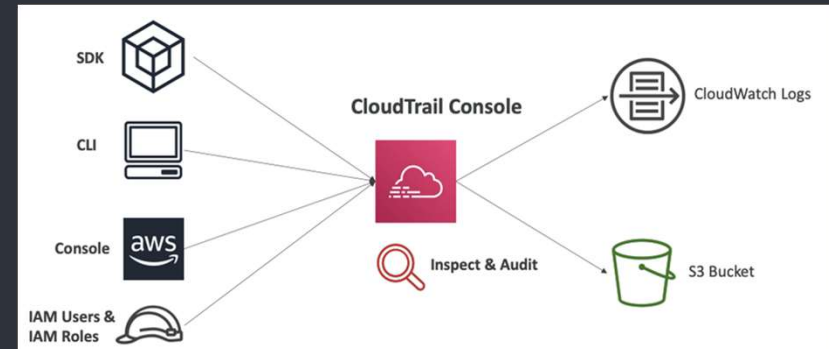 SDK
CLI
Console
aws
IAM Users &
IAM Roles
CloudTrail Console
Inspect & Audit
CloudWatch Logs
S3 Bucket